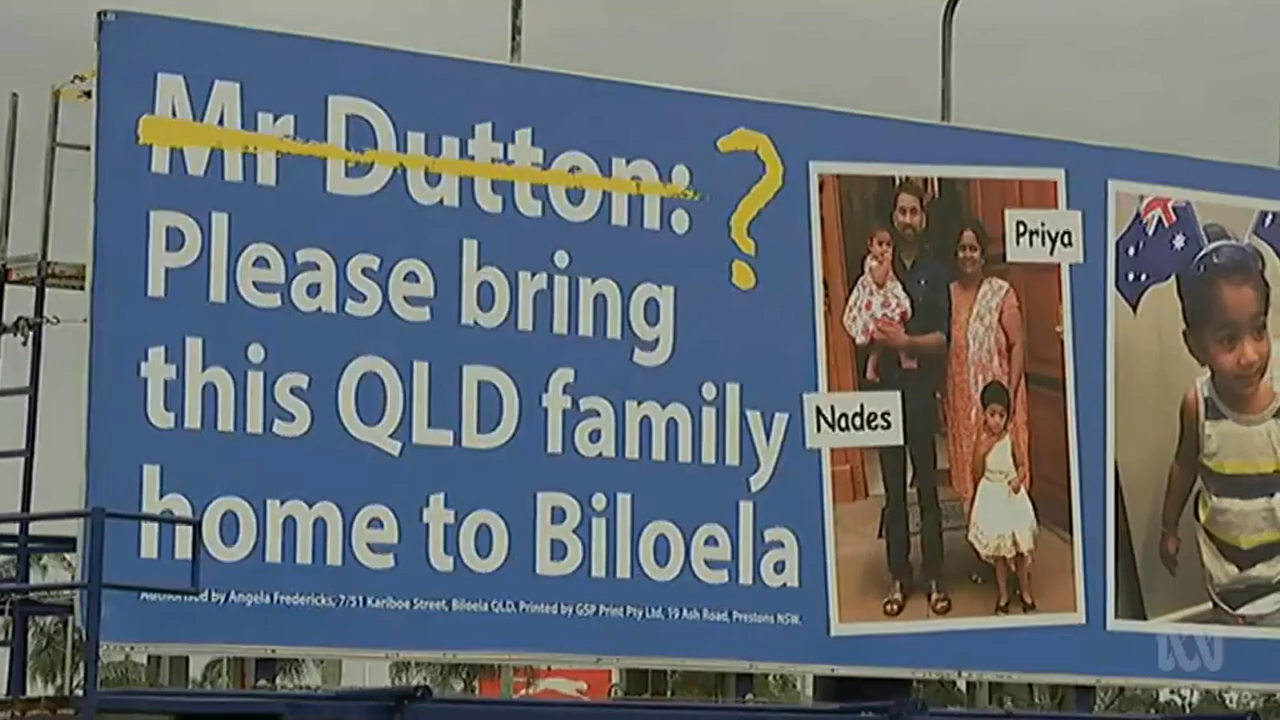 Mr Dutton: ?
Please bring
this QLD family
home to Biloela
Authorised by Angela Fredericks, 7/51 Kariboe Street, Biloela QLD, Printed by GSP Print Pty Ltd, 19 Ash Road, Prestons NSW.
Priya
Nades